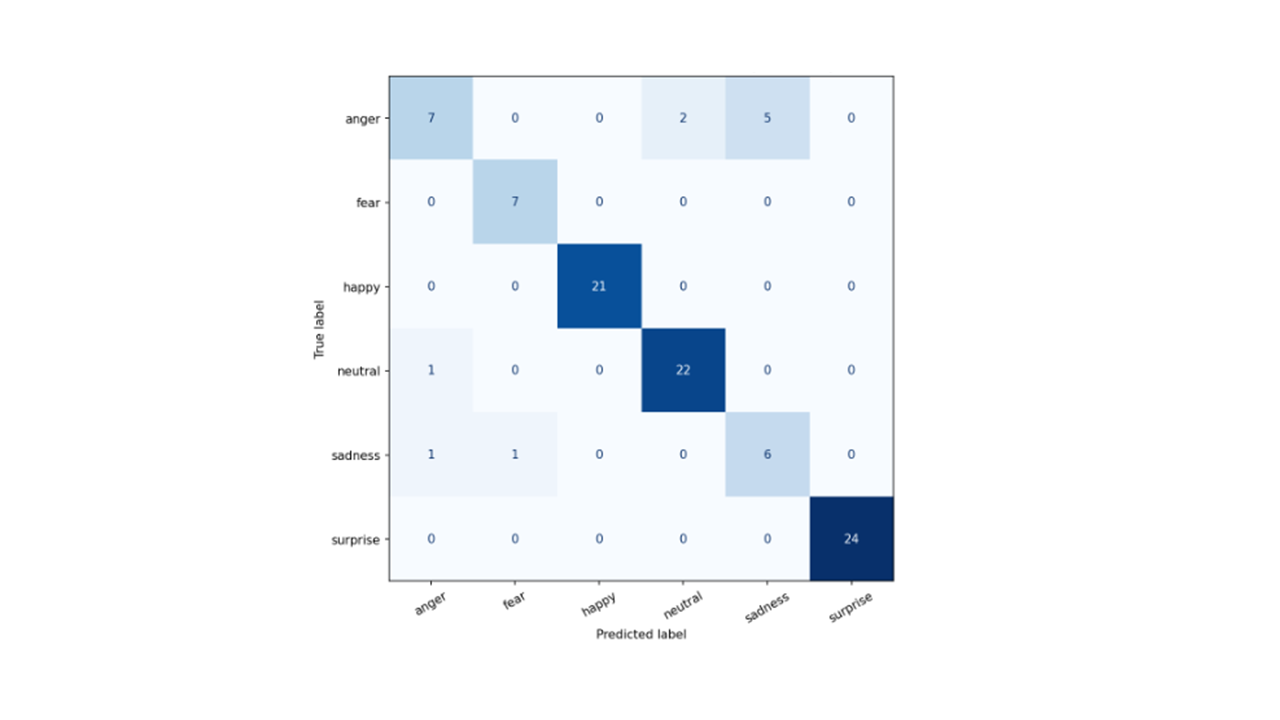 anger 7 0 0 2 5 0
fear 0 7 0 0 0 0
happy 0 0 21 0 0 0
True label
neutral 1 0 0 22 0 0
sadness 1 1 0 0 6 0
surprise 0 0 0 0 0 24
anger fear happy neutral sadness surprise
Predicted label